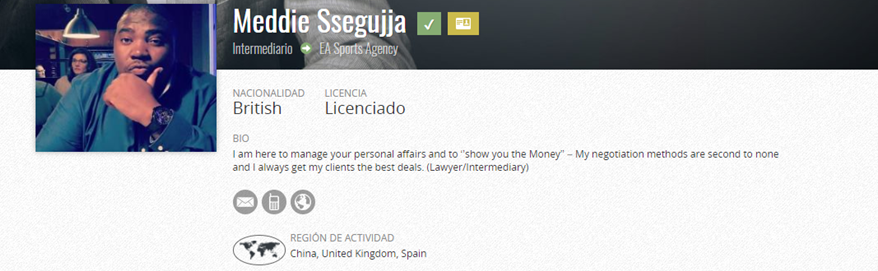 Meddie Ssegujja
Intermediario EA Sports Agency
NACIONALIDAD LICENCIA
British Licenciado
BIO
I am here to manage your personal affairs and to “show you the Money” – My negotiation methods are second to none
and I always get my clients the best deals. (Lawyer/Intermediary)
REGIÓN DE ACTIVIDAD
China, United Kingdom, Spain